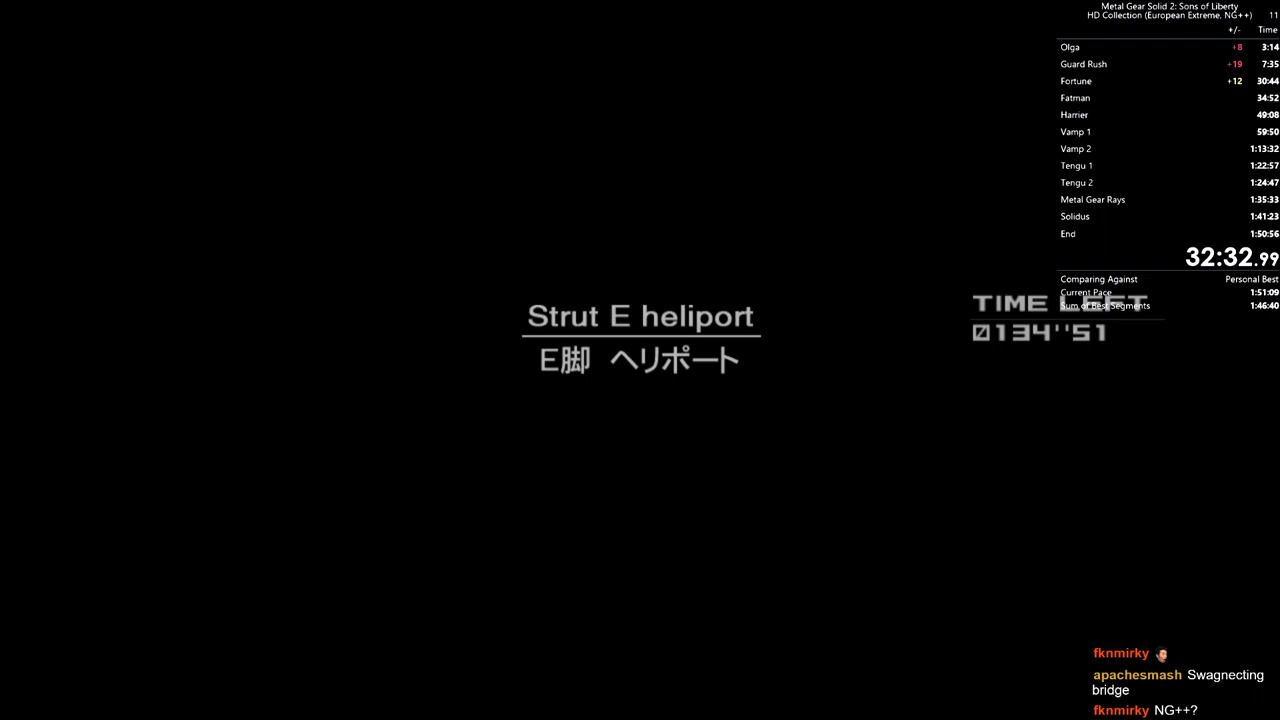 Metal Gear Solid 2: Sons of Liberty
HD Collection (European Extreme, NG++) 11
+/- Time
Olga +8 3:14
Guard Rush +19 7:35
Fortune +12 30:44
Fatman 34:52
Harrier 49:08
Vamp 1 59:50
Vamp 2 1:13:32
Tengu 1 1:22:57
Tengu 2 1:24:47
Metal Gear Rays 1:35:33
Solidus 1:41:23
End 1:50:56
32:32.99
Comparing Against Personal Best
Current Pace 1:51:09
Sum of Best Segments 1:46:40
TIME LEFT
0134"51
Strut E heliport
E脚 ヘリポート
fknmirky
apachesmash Swagnecting
bridge
fknmirky NG++?